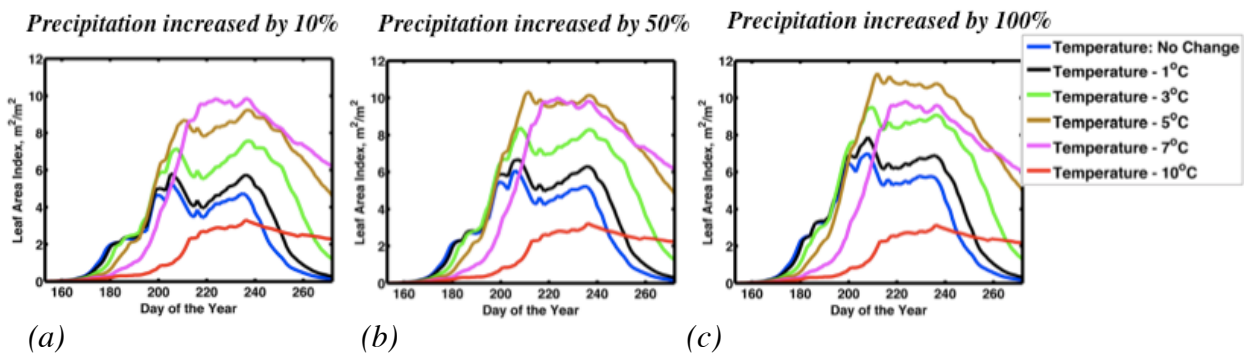 Precipitation increased by 10%
Precipitation increased by 50%
Precipitation increased by 100%
12
10
8
6
4
2
0
Leaf Area Index, m²/m²
160 180 200 220 240 260
Day of the Year
(a)
12
10
8
6
4
2
0
Leaf Area Index, m²/m²
160 180 200 220 240 260
Day of the Year
(b)
12
10
8
6
4
2
0
Leaf Area Index, m²/m²
160 180 200 220 240 260
Day of the Year
(c)
Temperature: No Change
Temperature - 1°C
Temperature - 3°C
Temperature - 5°C
Temperature - 7°C
Temperature - 10°C